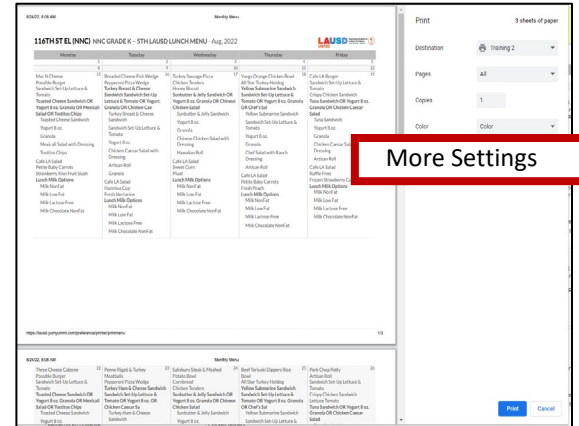 8/24/22, 8:08 AM
Monthly Menu
116TH ST EL (NNC) NNC GRADE K - 5TH LAUSD LUNCH MENU - Aug, 2022
LAUSD
UNIFIED
Monday Tuesday Wednesday Thursday Friday
1 2 3 4 5
8 9 10 11 12
15
Mac N Cheese
Possible Burger
Sandwich Set-Up Lettuce &
Tomato
Toasted Cheese Sandwich OR
Yogurt 8 oz. Granola OR Mexicali
Salad OR Tostitos Chips
Toasted Cheese Sandwich
Yogurt 8 oz.
Granola
Mexicali Salad with Dressing
Tostitos Chips
Cafe LA Salad
Petite Baby Carrots
Strawberry Kiwi Fruit Slush
Lunch Milk Options
Milk NonFat
Milk Low Fat
Milk Lactose Free
Milk Chocolate NonFat
16
Breaded Cheese Fish Wedge
Pepperoni Pizza Wedge
Turkey Breast & Cheese
Sandwich Set-Up
Lettuce & Tomato OR Yogurt
Granola OR Chicken Cae
Turkey Breast & Cheese
Sandwich
Sandwich Set-Up Lettuce &
Tomato
Yogurt 8 oz.
Chicken Caesar Salad with
Dressing
Artisan Roll
Granola
Cafe LA Salad
Hummus Cup
Fresh Nectarine
Lunch Milk Options
Milk NonFat
Milk Low Fat
Milk Lactose Free
Milk Chocolate NonFat
17
Turkey Sausage Pizza
Chicken Tenders
Honey Biscuit
Sunbutter & Jelly Sandwich OR
Yogurt 8 oz. Granola OR Chinese
Chicken Salad
Sunbutter & Jelly Sandwich
Yogurt 8 oz.
Granola
Chinese Chicken Salad with
Dressing
Hawaiian Roll
Cafe LA Salad
Sweet Corn
Pluot
Lunch Milk Options
Milk NonFat
Milk Low Fat
Milk Lactose Free
Milk Chocolate NonFat
18
Orange Chicken Bowl
All Star Turkey Hotdog
Yellow Submarine Sandwich
Sandwich Set-Up Lettuce &
Tomato OR Yogurt 8 oz. Granola
OR Chef's Sal
Yellow Submarine Sandwich
Sandwich Set-Up Lettuce &
Tomato
Yogurt 8 oz.
Granola
Chef Salad with Ranch
Dressing
Artisan Roll
Cafe LA Salad
Petite Baby Carrots
Fresh Peach
Lunch Milk Options
Milk NonFat
Milk Low Fat
Milk Lactose Free
Milk Chocolate NonFat
19
Cafe LA Burger
Sandwich Set-Up Lettuce &
Tomato
Crispy Chicken Sandwich
Tuna Sandwich OR Yogurt 8 oz.
Granola OR Chicken Caesar
Salad
Tuna Sandwich
Yogurt 8 oz.
Granola
Chicken Caesar
Dressing
Artisan Roll
Cafe LA Salad
Ruffle Fries
Frozen Strawberry
Lunch Milk Options
Milk NonFat
Milk Low Fat
Milk Lactose Free
Milk Chocolate NonFat
https://lausd.yumyummi.com/preference/printer/printmenu
1/3
8/24/22, 8:08 AM
Monthly Menu
22
Three Cheese Calzone
Possible Burger
Sandwich Set-Up Lettuce &
Tomato
Toasted Cheese Sandwich OR
Yogurt 8 oz. Granola OR Mexicali
Salad OR Tostitos Chips
Toasted Cheese Sandwich
Yogurt 8 oz.
23
Penne Rigati & Turkey
Meatballs
Pepperoni Pizza Wedge
Turkey Ham & Cheese Sandwich
Sandwich Set-Up Lettuce &
Tomato OR Yogurt 8 oz. OR
Chicken Caesar Sa
Turkey Ham & Cheese
Sandwich
24
Salisbury Steak & Mashed
Potato Bowl
Cornbread
Chicken Tenders
Sunbutter & Jelly Sandwich OR
Yogurt 8 oz. Granola OR Chinese
Chicken Salad
Sunbutter & Jelly Sandwich
Yogurt 8 oz.
25
Beef Teriyaki Dippers Rice
Bowl
All Star Turkey Hotdog
Yellow Submarine Sandwich
Sandwich Set-Up Lettuce &
Tomato OR Yogurt 8 oz. Granola
OR Chef's Sal
Yellow Submarine Sandwich
Sandwich Set-Up Lettuce &
26
Pork Chop Patty
Artisan Roll
Sandwich Set-Up Lettuce &
Tomato
Crispy Chicken Sandwich
Lettuce Tomato
Tuna Sandwich OR Yogurt 8 oz.
Granola OR Chicken Caesar
Salad
Print
3 sheets of paper
Destination
Training 2
Pages
All
Copies
1
Color
Color
More Settings
Print
Cancel